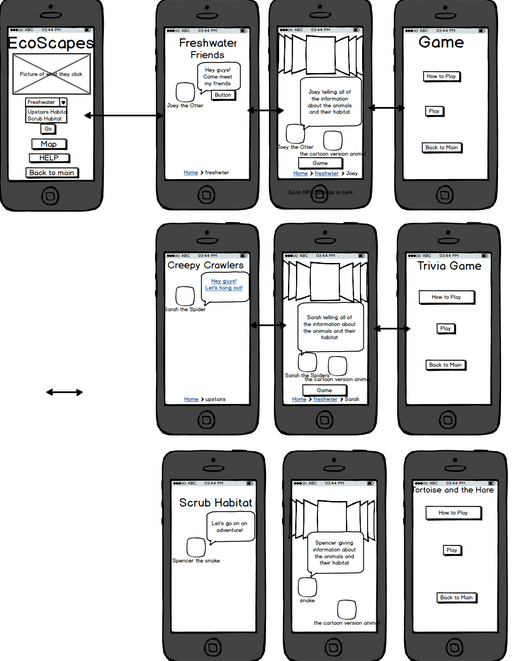 ●●●○○ ABC 03:44 PM
EcoScapes
Picture of what they click
Freshwater
Upstairs Habita
Scrub Habitat
Go
Map
HELP
Back to main
●●●○○ ABC 03:44 PM
Freshwater
Friends
Hey guys!
Come meet
my friends
Button
Joey the Otter
Home > freshwter
●●●○○ ABC 03:44 PM
Joey telling all of
the information
about the animals
and their habitat
Joey the Otter
the cartoon version animal
Game
Home > freshwter > Joey
Scan NFC animals in tank
●●●○○ ABC 03:44 PM
Game
How to Play
Play
Back to Main
●●●○○ ABC 03:44 PM
Creepy Crawlers
Hey guys!
Let's hang out!
Sarah the Spider
Home > upstairs
●●●○○ ABC 03:44 PM
Sarah telling all of
the information about
the animals and their
habitat
Sarah the Spiders
the cartoon version animal
Game
Home > freshwter > Sarah
●●●○○ ABC 03:44 PM
Trivia Game
How to Play
Play
Back to Main
●●●○○ ABC 03:44 PM
Scrub Habitat
Let's go on an
adventure!
Spencer the snake
●●●○○ ABC 03:44 PM
Spencer giving
information about
the animals and
their habitat
snake
the cartoon version animal
●●●○○ ABC 03:44 PM
Tortoise and the Hare
How to Play
Play
Back to Main